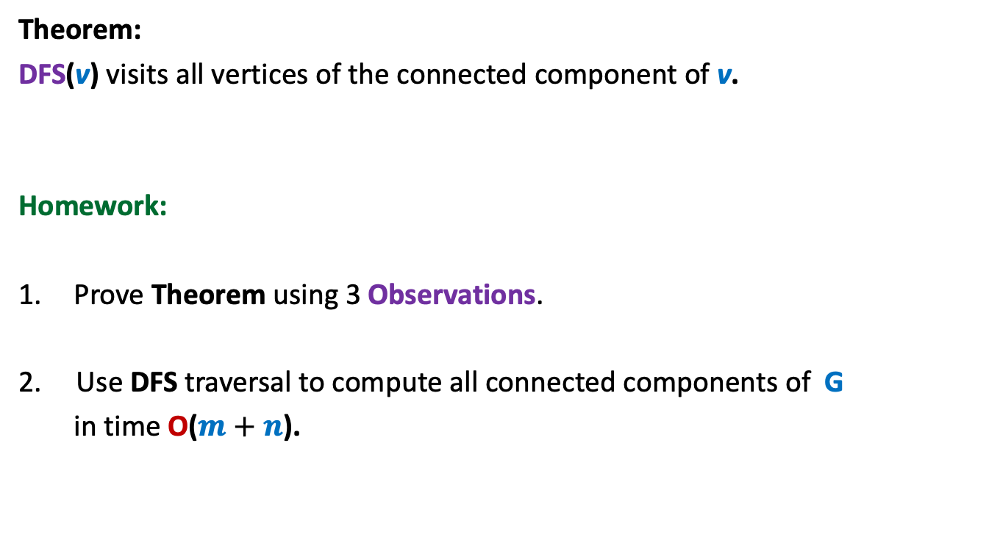 Theorem:
DFS(v) visits all vertices of the connected component of v.
Homework:
1. Prove Theorem using 3 Observations.
2. Use DFS traversal to compute all connected components of G
in time O(m + n).